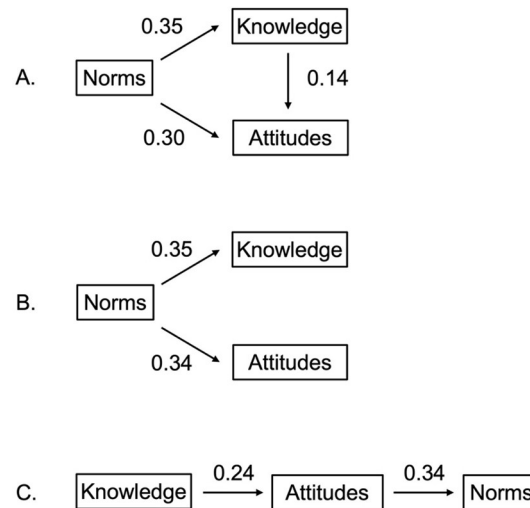 0.35 Knowledge
A. Norms 0.14
0.30 Attitudes
0.35 Knowledge
B. Norms
0.34 Attitudes
0.24 0.34
C. Knowledge Attitudes Norms